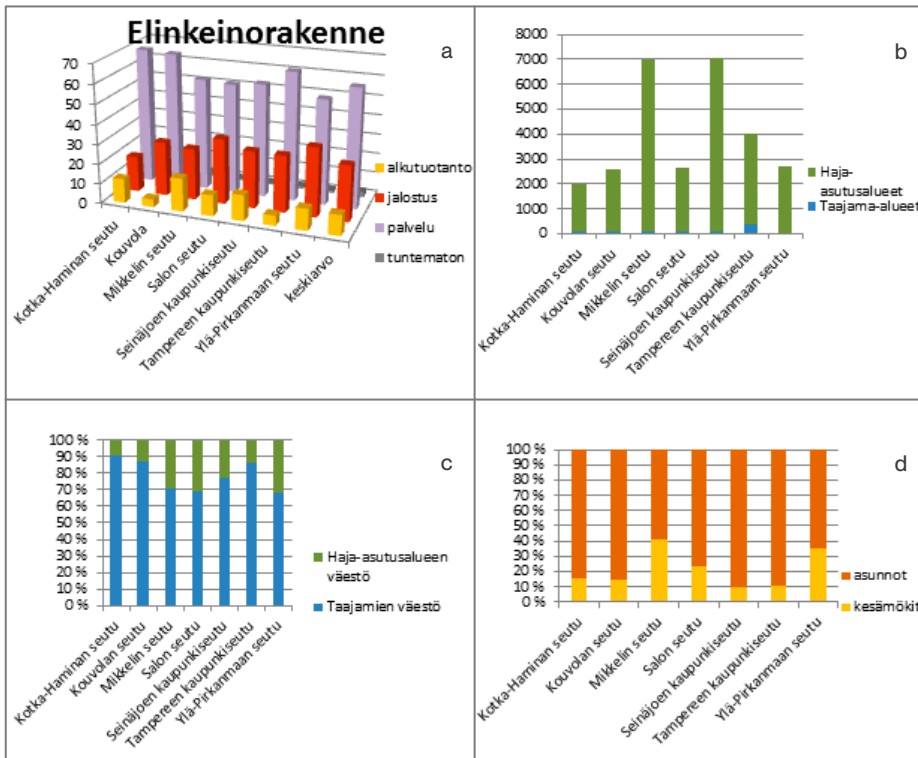 Elinkeinorakenne
a
70
60
50
40
30
20
10
0
Kotka-Haminan seutu
Kouvola
Mikkelin seutu
Salon seutu
Seinäjoen kaupunkiseutu
Tampereen kaupunkiseutu
Ylä-Pirkanmaan seutu
keskiarvo
alkutuotanto
jalostus
palvelu
tuntematon
b
8000
7000
6000
5000
4000
3000
2000
1000
0
Kotka-Haminan seutu
Kouvolan seutu
Mikkelin seutu
Salon seutu
Seinäjoen kaupunkiseutu
Tampereen kaupunkiseutu
Ylä-Pirkanmaan seutu
Haja-
asutusalueet
Taajama-alueet
c
100 %
90 %
80 %
70 %
60 %
50 %
40 %
30 %
20 %
10 %
0 %
Kotka-Haminan seutu
Kouvolan seutu
Mikkelin seutu
Salon seutu
Seinäjoen kaupunkiseutu
Tampereen kaupunkiseutu
Ylä-Pirkanmaan seutu
Haja-asutusalueen
väestö
Taajamien väestö
d
100 %
90 %
80 %
70 %
60 %
50 %
40 %
30 %
20 %
10 %
0 %
Kotka-Haminan seutu
Kouvolan seutu
Mikkelin seutu
Salon seutu
Seinäjoen kaupunkiseutu
Tampereen kaupunkiseutu
Ylä-Pirkanmaan seutu
asunnot
kesämökit